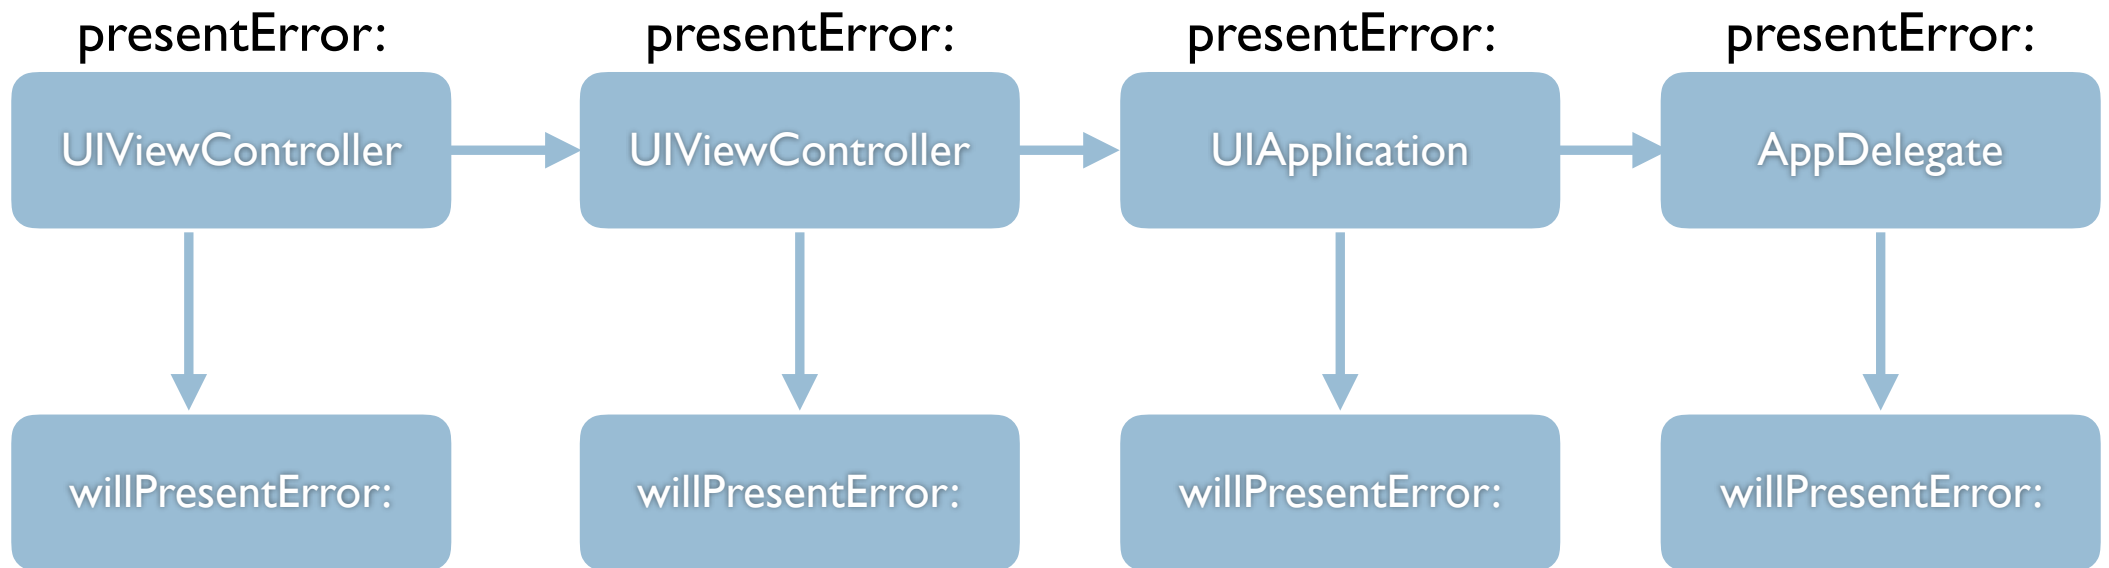 presentError: presentError: presentError: presentError:
UIViewController UIViewController UIApplication AppDelegate
willPresentError: willPresentError: willPresentError: willPresentError: